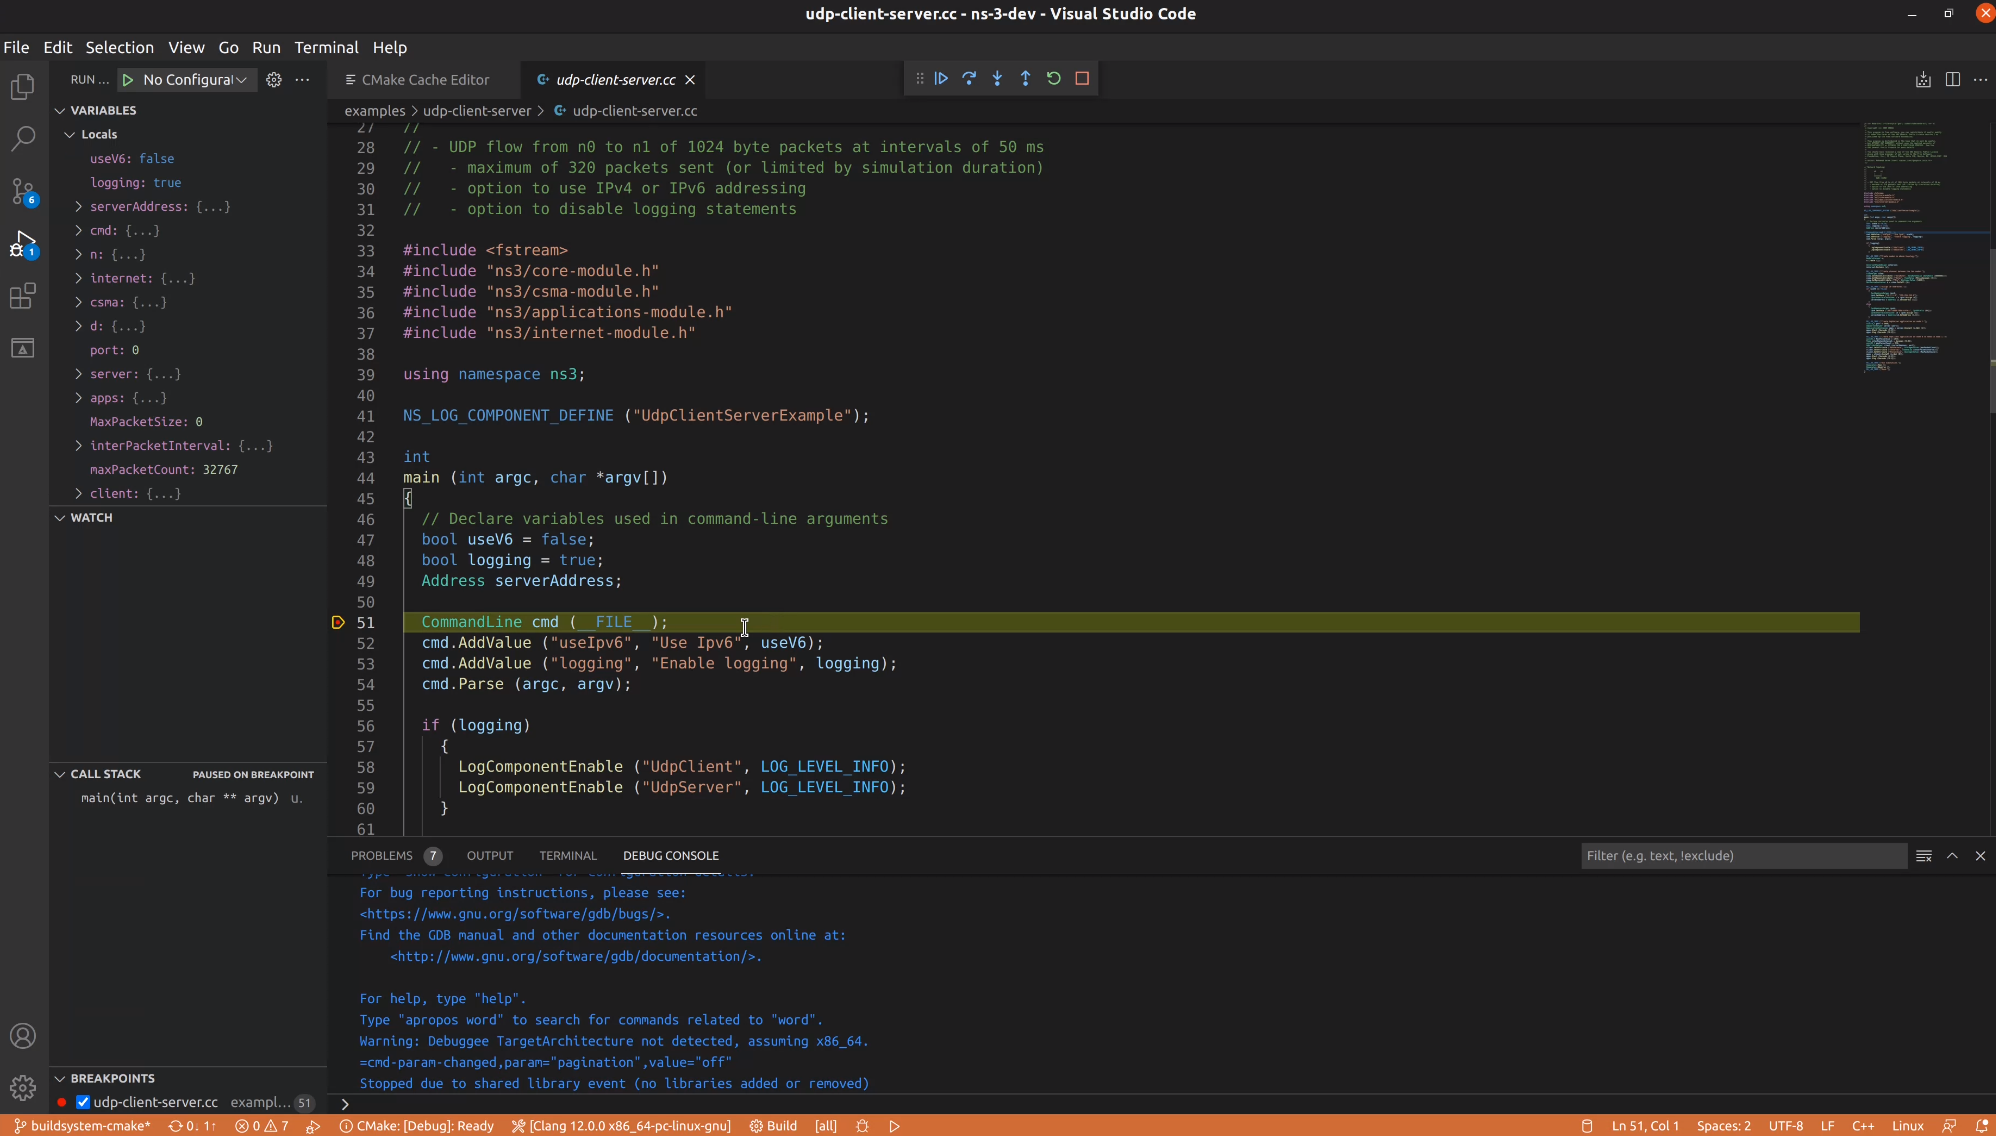 udp-client-server.cc - ns-3-dev - Visual Studio Code
File Edit Selection View Go Run Terminal Help
RUN ... No Configurat
CMake Cache Editor
udp-client-server.cc
examples > udp-client-server > udp-client-server.cc
VARIABLES
Locals
useV6: false
logging: true
serverAddress: {...}
cmd: {...}
n: {...}
internet: {...}
csma: {...}
d: {...}
port: 0
server: {...}
apps: {...}
MaxPacketSize: 0
interPacketInterval: {...}
maxPacketCount: 32767
client: {...}
WATCH
CALL STACK PAUSED ON BREAKPOINT
main(int argc, char ** argv) u.
BREAKPOINTS
udp-client-server.cc exampl... 51
6
1
27 //
28 // - UDP flow from n0 to n1 of 1024 byte packets at intervals of 50 ms
29 //   - maximum of 320 packets sent (or limited by simulation duration)
30 //   - option to use IPv4 or IPv6 addressing
31 //   - option to disable logging statements
32
33 #include <fstream>
34 #include "ns3/core-module.h"
35 #include "ns3/csma-module.h"
36 #include "ns3/applications-module.h"
37 #include "ns3/internet-module.h"
38
39 using namespace ns3;
40
41 NS_LOG_COMPONENT_DEFINE ("UdpClientServerExample");
42
43 int
44 main (int argc, char *argv[])
45 {
46 // Declare variables used in command-line arguments
47 bool useV6 = false;
48 bool logging = true;
49 Address serverAddress;
50
51 CommandLine cmd (__FILE__);
52 cmd.AddValue ("useIpv6", "Use Ipv6", useV6);
53 cmd.AddValue ("logging", "Enable logging", logging);
54 cmd.Parse (argc, argv);
55
56 if (logging)
57 {
58 LogComponentEnable ("UdpClient", LOG_LEVEL_INFO);
59 LogComponentEnable ("UdpServer", LOG_LEVEL_INFO);
60 }
61
PROBLEMS 7 OUTPUT TERMINAL DEBUG CONSOLE Filter (e.g. text, !exclude)
Type "show configuration" for configuration details.
For bug reporting instructions, please see:
<https://www.gnu.org/software/gdb/bugs/>.
Find the GDB manual and other documentation resources online at:
<http://www.gnu.org/software/gdb/documentation/>.
For help, type "help".
Type "apropos word" to search for commands related to "word".
Warning: Debuggee TargetArchitecture not detected, assuming x86_64.
=cmd-param-changed,param="pagination",value="off"
Stopped due to shared library event (no libraries added or removed)
buildsystem-cmake* 0↓ 1↑ 0 7 CMake: [Debug]: Ready [Clang 12.0.0 x86_64-pc-linux-gnu] Build [all] Ln 51, Col 1 Spaces: 2 UTF-8 LF C++ Linux